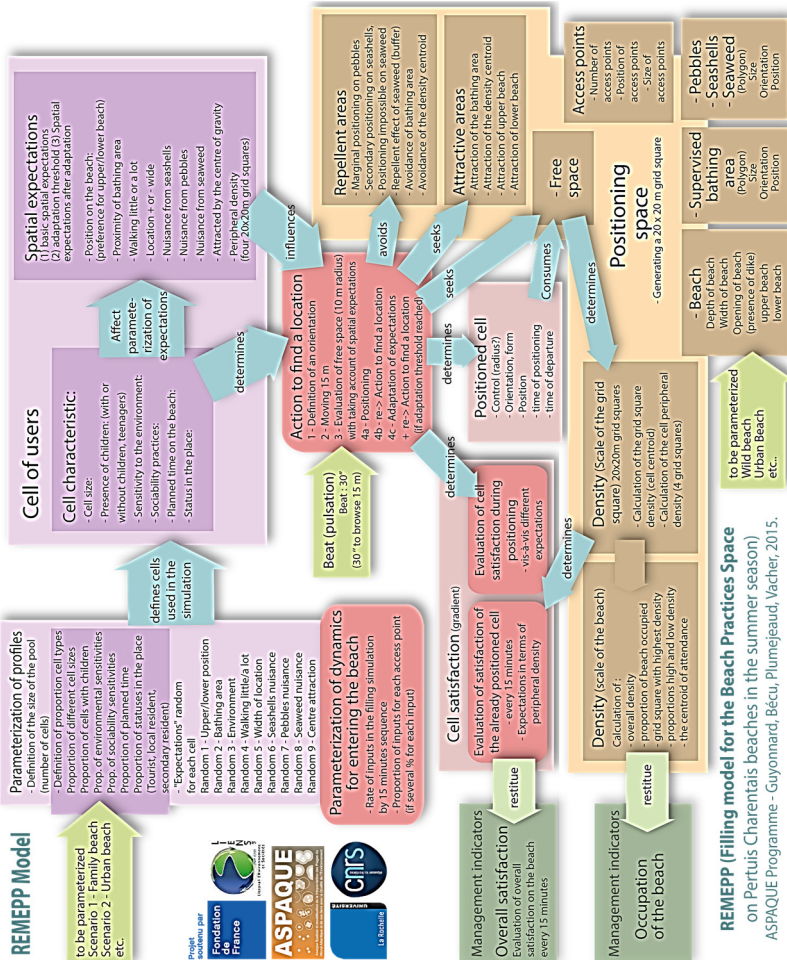 REMEPP Model
to be parameterized
Scenario 1 - Family beach
Scenario 2 - Urban beach
etc.
Parameterization of profiles
- Definition of the size of the pool
(number of cells)
- Definition of proportion cell types
Proportion of different cell sizes
Proportion of cells with children
Prop. of environmental sensitivities
Prop. of sociability sensitivities
Proportion of planned time
Proportion of statuses in the place
(Tourist, local resident,
secondary resident)
- "Expectations" random
for each cell
Random 1 - Upper/lower position
Random 2 - Bathing area
Random 3 - Environment
Random 4 - Walking little/a lot
Random 5 - Width of location
Random 6 - Seashells nuisance
Random 7 - Pebbles nuisance
Random 8 - Seaweed nuisance
Random 9 - Centre attraction
Parameterization of dynamics
for entering the beach
- Rate of inputs in the filling simulation
by 15 minutes sequence
- Proportion of inputs for each access point
(if several % for each input)
defines cells
used in the
simulation
Cell of users
Cell characteristic:
- Cell size:
- Presence of children: (with or
without children, teenagers)
- Sensitivity to the environment:
- Sociability practices:
- Planned time on the beach:
- Status in the place:
Affect
parame-
terization of
expectations
Spatial expectations
(1) basic spatial expectations
(2) adaptation threshold (3) Spatial
expectations after adaptation
- Position on the beach:
(preference for upper/lower beach)
- Proximity of bathing area
- Walking little or a lot
- Location + or - wide
- Nuisance from seashells
- Nuisance from pebbles
- Nuisance from seaweed
- Attracted by the centre of gravity
- Peripheral density
(four 20x20m grid squares)
determines
influences
Beat (pulsation)
Beat : 30"
(30" to browse 15 m)
Action to find a location
1 - Definition of an orientation
2 - Moving 15 m
3 - Evaluation of free space (10 m radius)
with taking account of spatial expectations
4a - Positioning
4b - re-> Action to find a location
4c - Adaptation of expectations
+ re-> Action to find a location
(if adaptation threshold reached)
avoids
seeks
seeks
Repellent areas
- Marginal positioning on pebbles
- Secondary positioning on seashells,
- Positioning impossible on seaweed
- Repellent effect of seaweed (buffer)
- Avoidance of bathing area
- Avoidance of the density centroid
Attractive areas
- Attraction of the bathing area
- Attraction of the density centroid
- Attraction of upper beach
- Attraction of lower beach
- Free
space
Access points
- Number of
access points
- Position of
access points
- Size of
access points
determines
determines
Positioned cell
- Control (radius?)
- Orientation, form
- Position
- time of positioning
- time of departure
Consumes
determines
Positioning
space
- Generating a 20 x 20 m grid square
- Beach
Depth of beach
Width of beach
Opening of beach
(presence of dike)
upper beach
lower beach
- Supervised
bathing
area
(Polygon)
Size
Orientation
Position
- Pebbles
- Seashells
- Seaweed
(Polygon)
Size
Orientation
Position
to be parameterized
Wild beach
Urban Beach
etc..
Cell satisfaction (gradient)
Evaluation of satisfaction of
the already positioned cell
- every 15 minutes
- Expectations in terms of
peripheral density
Evaluation of cell
satisfaction during
positioning
- vis-à-vis different
expectations
determines
Density (scale of the beach)
Calculation of :
- overall density
- proportion of beach occupied
grid square with highest density
- proportions high and low density
- the centroid of attendance
Density (Scale of the grid
square) 20x20m grid squares
- Calculation of the grid square
density (cell centroid)
- Calculation of the cell peripheral
density (4 grid squares)
restitue
restitue
Management indicators
Overall satisfaction
Evaluation of overall
satisfaction on the beach
every 15 minutes
Management indicators
Occupation
of the beach
Projet
soutenu par
Fondation
de
France
LIENS
ASPAQUE
UNIVERSITÉ
La Rochelle
cnrs
REMEPP (Filling model for the Beach Practices Space
on Pertuis Charentais beaches in the summer season)
ASPAQUE Programme - Guyonnard, Bécu, Plumejeaud, Vacher, 2015.